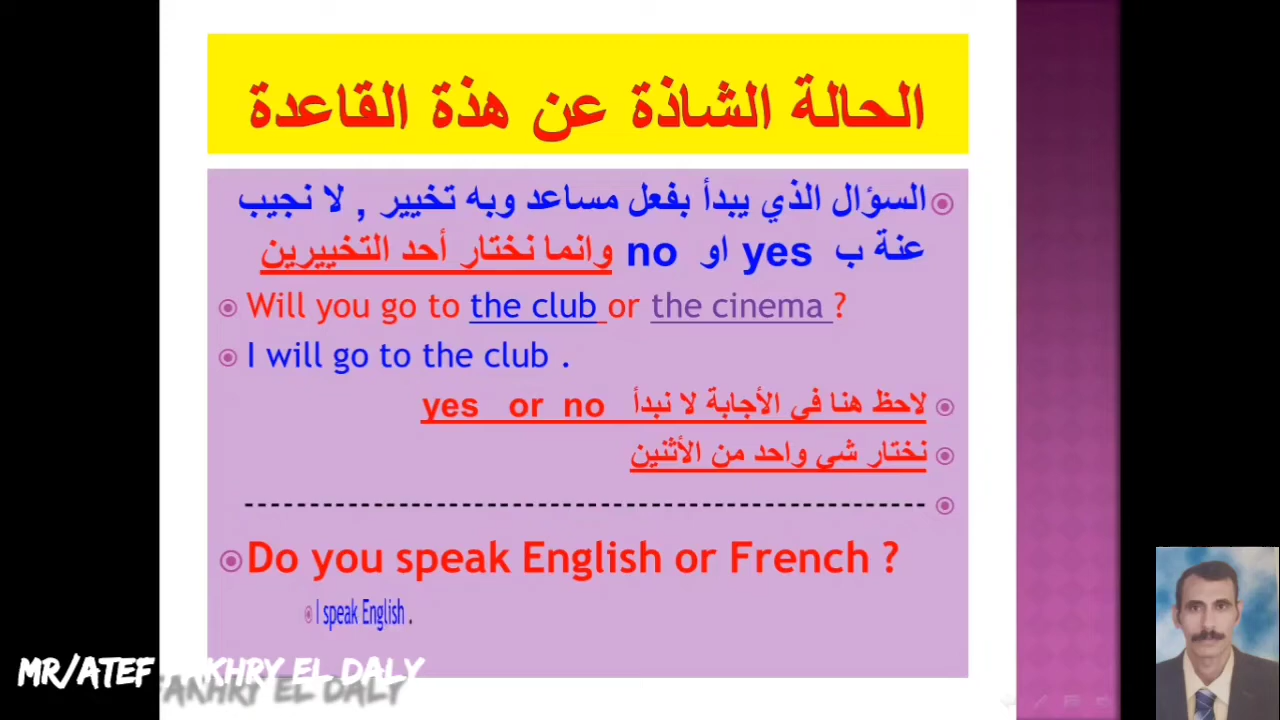 الحالة الشاذة عن هذة القاعدة
السؤال الذي يبدأ بفعل مساعد وبه تخيير , لا نجيب
عنة ب yes او no وانما نختار أحد التخييرين
Will you go to the club or the cinema ?
I will go to the club .
لاحظ هنا في الأجابة لا نبدأ yes or no
نختار شي واحد من الأثنين
----------------------------------------------------
Do you speak English or French ?
I speak English .
MR/ATEF FAKHRY EL DALY